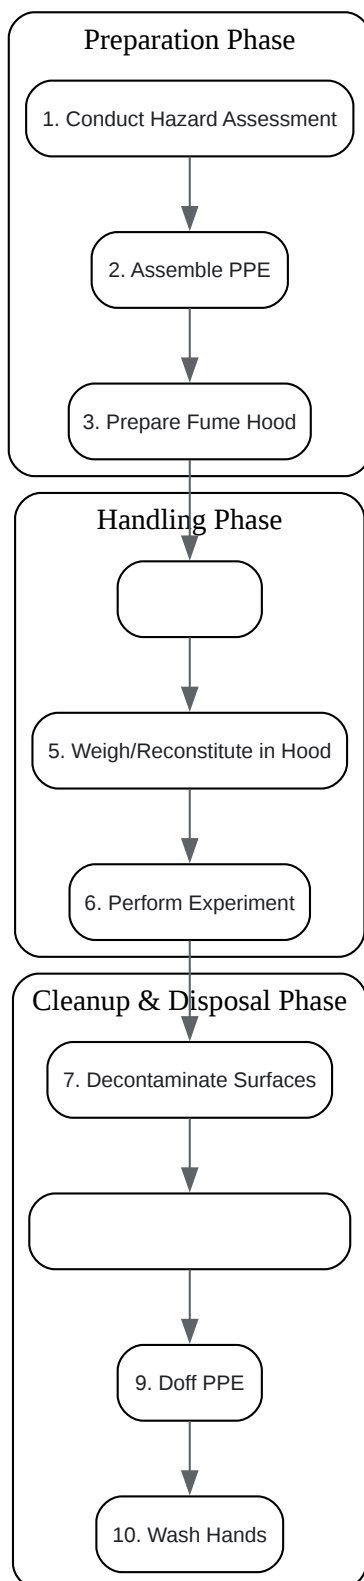 Preparation Phase
1. Conduct Hazard Assessment
2. Assemble PPE
3. Prepare Fume Hood
Handling Phase
5. Weigh/Reconstitute in Hood
6. Perform Experiment
Cleanup & Disposal Phase
7. Decontaminate Surfaces
9. Doff PPE
10. Wash Hands